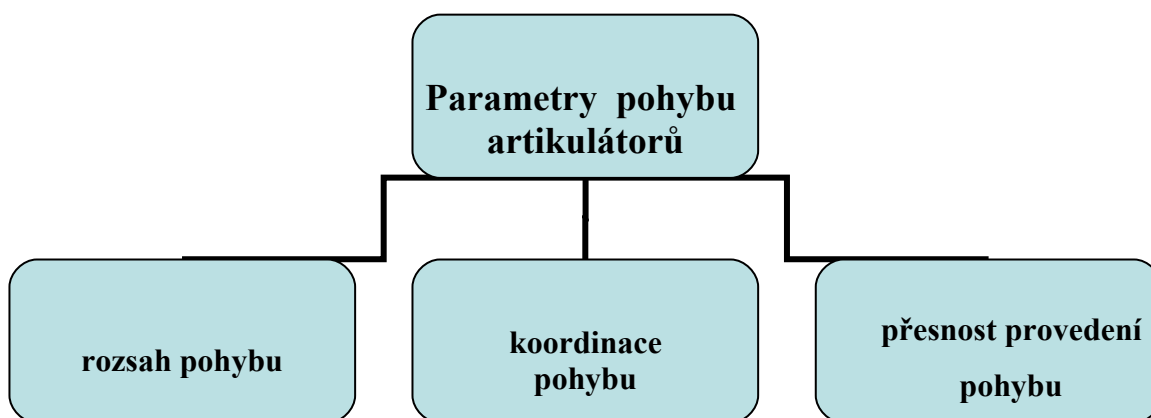 Parametry pohybu
artikulátorů
rozsah pohybu
koordinace
pohybu
přesnost provedení
pohybu